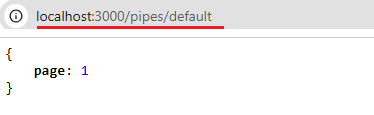 localhost:3000/pipes/default
{
page: 1
}